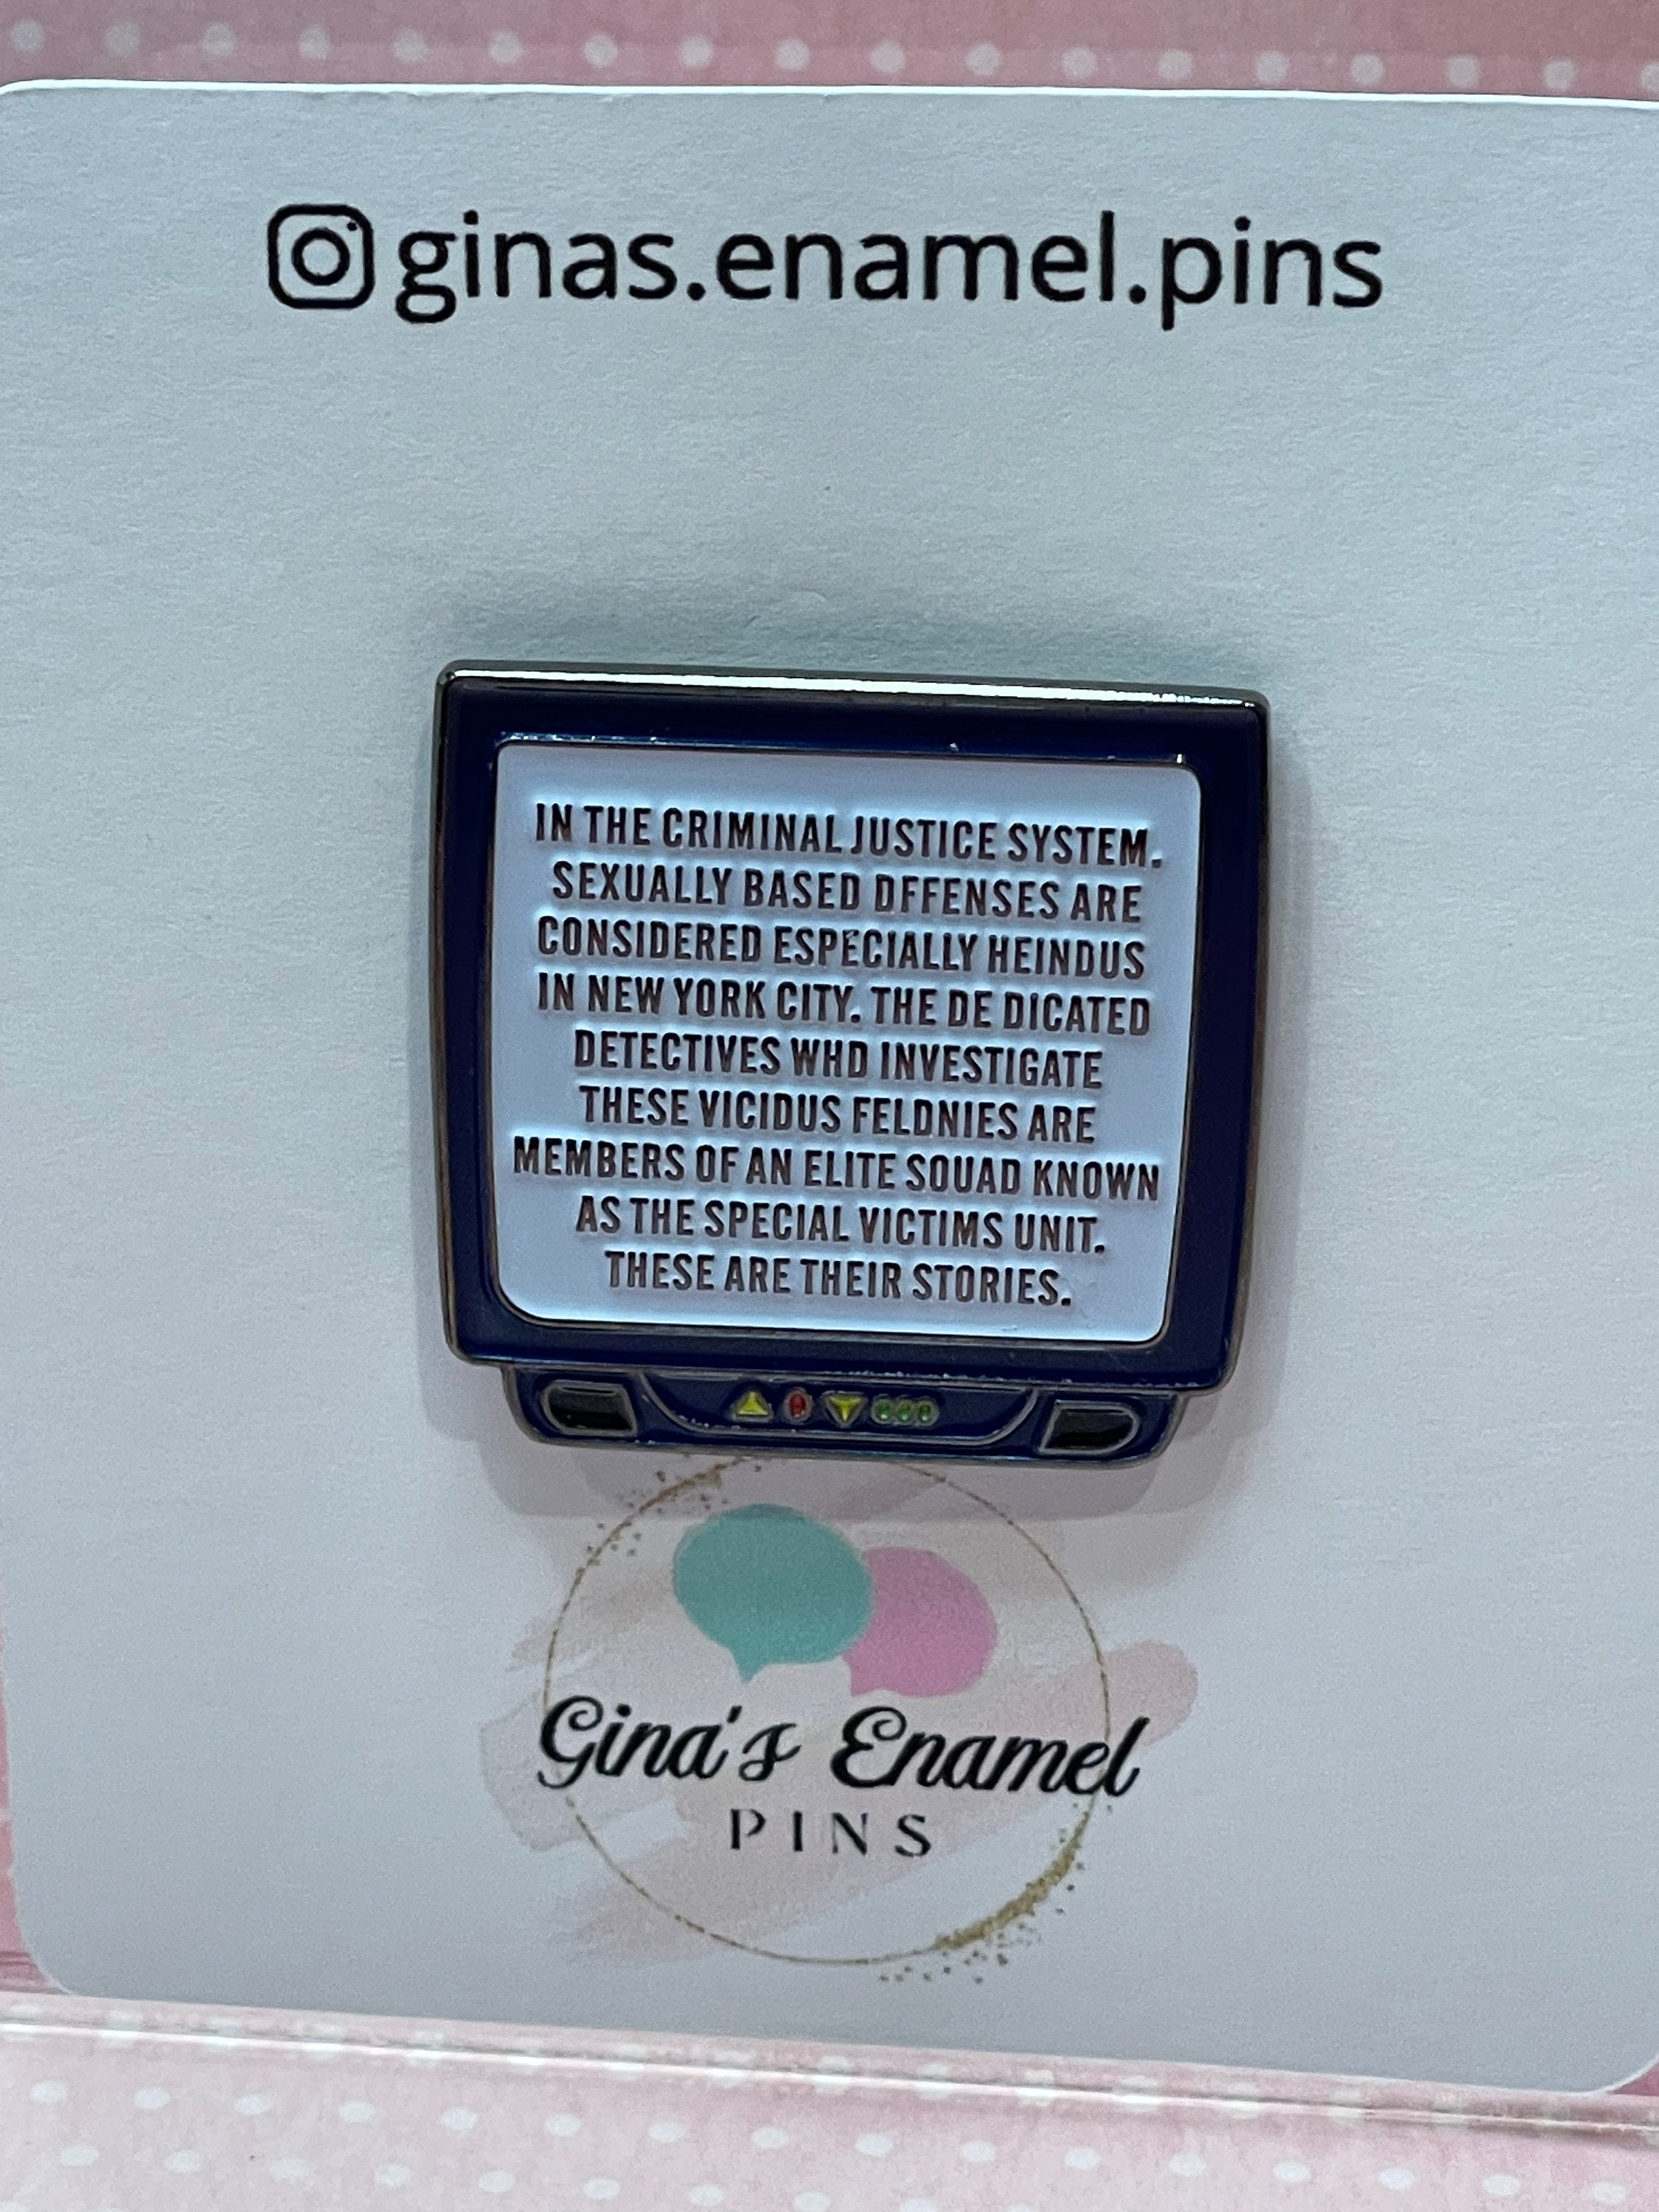 ginas.enamel.pins
IN THE CRIMINAL JUSTICE SYSTEM.
SEXUALLY BASED DFFENSES ARE
CONSIDERED ESPECIALLY HEINDUS
IN NEW YORK CITY. THE DE DICATED
DETECTIVES WHD INVESTIGATE
THESE VICIDUS FELDNIES ARE
MEMBERS OF AN ELITE SOUAD KNOWN
AS THE SPECIAL VICTIMS UNIT.
THESE ARE THEIR STORIES.
Gina's Enamel
PINS